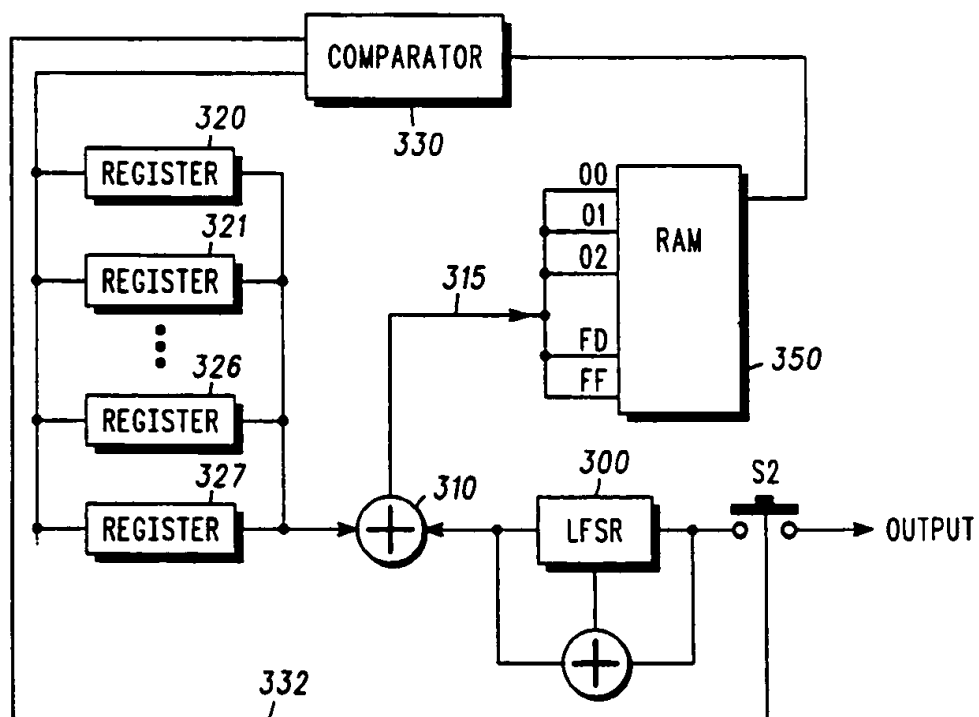 COMPARATOR
330
320
REGISTER
321
REGISTER
326
REGISTER
327
REGISTER
00
01
02
FD
FF
RAM
350
315
310
300
LFSR
S2
OUTPUT
332